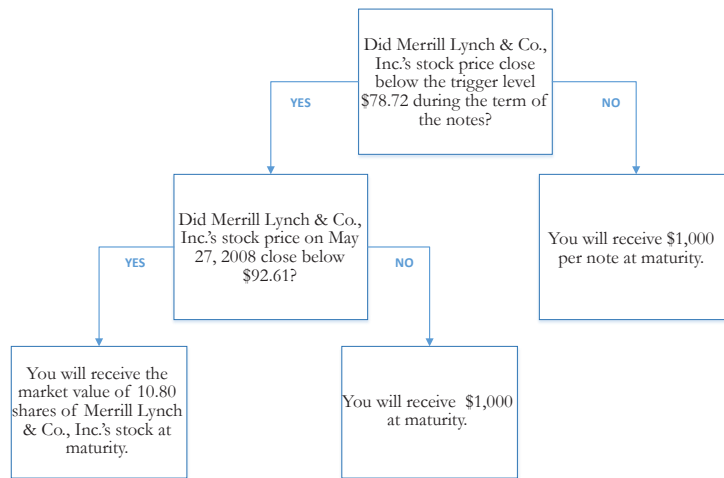 Did Merrill Lynch & Co.,
Inc.'s stock price close
below the trigger level
$78.72 during the term of
the notes?
YES
NO
Did Merrill Lynch & Co.,
Inc.'s stock price on May
27, 2008 close below
$92.61?
You will receive $1,000
per note at maturity.
YES
NO
You will receive the
market value of 10.80
shares of Merrill Lynch
& Co., Inc.'s stock at
maturity.
You will receive $1,000
at maturity.